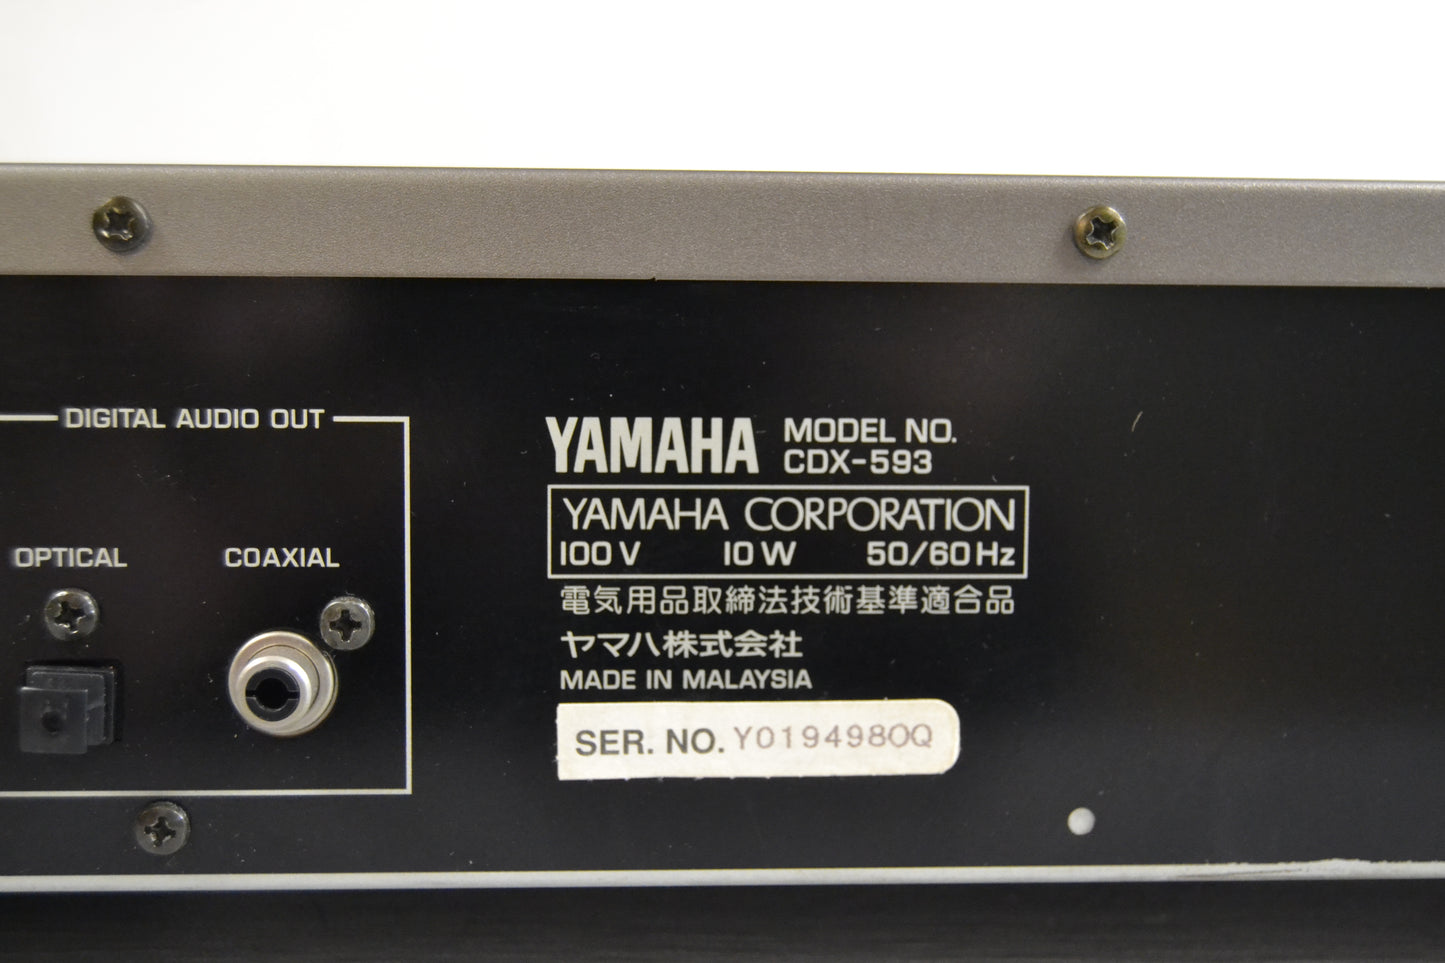 DIGITAL AUDIO OUT
OPTICAL
COAXIAL
YAMAHA
MODEL NO.
CDX-593
YAMAHA CORPORATION
100V 10W 50/60Hz
電気用品取締法技術基準適合品
ヤマハ株式会社
MADE IN MALAYSIA
SER. NO. Y0194980Q